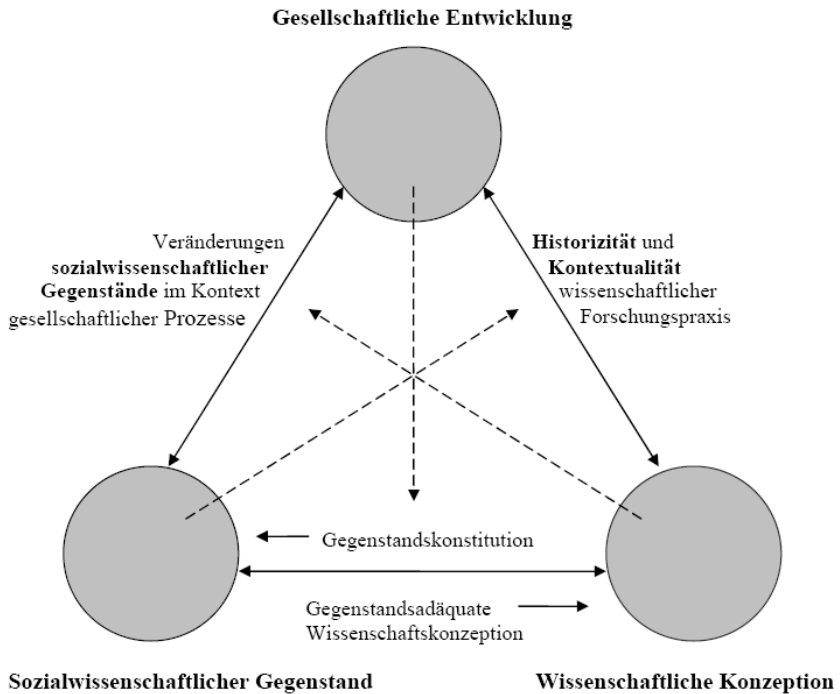 Gesellschaftliche Entwicklung
Veränderungen
sozialwissenschaftlicher
Gegenstände im Kontext
gesellschaftlicher Prozesse
Historizität und
Kontextualität
wissenschaftlicher
Forschungspraxis
Gegenstandskonstitution
Gegenstandsadäquate
Wissenschaftskonzeption
Sozialwissenschaftlicher Gegenstand
Wissenschaftliche Konzeption